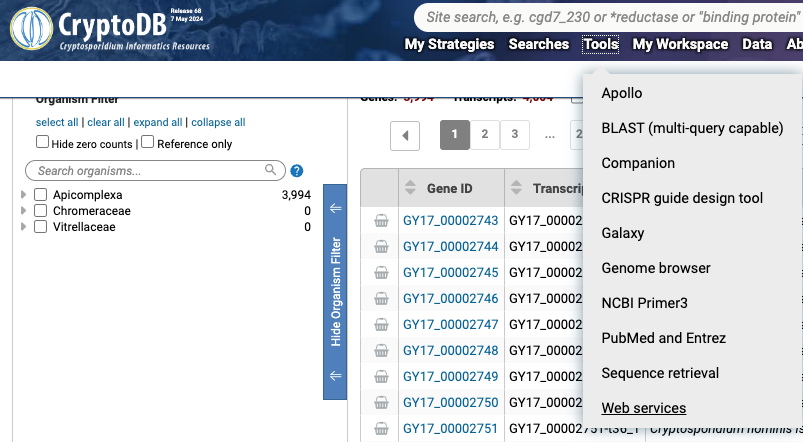 CryptoDB
Release 68
7 May 2024
Cryptosporidium Informatics Resources
Site search, e.g. cgd7_230 or *reductase or "binding protein"
My Strategies Searches Tools My Workspace Data Ab
Organism Filter
select all | clear all | expand all | collapse all
Hide zero counts | Reference only
Search organisms...
Apicomplexa 3,994
Chromeraceae 0
Vitrellaceae 0
Hide Organism Filter
Genes: 3,994 Transcripts: 4,004
1 2 3 ... 2
Gene ID Transcrip
GY17_00002743 GY17_00002
GY17_00002744 GY17_00002
GY17_00002745 GY17_00002
GY17_00002746 GY17_00002
GY17_00002747 GY17_00002
GY17_00002748 GY17_00002
GY17_00002749 GY17_00002
GY17_00002750 GY17_00002
GY17_00002751 GY17_00002751-t36_1 Cryptosporidium hominis is
Apollo
BLAST (multi-query capable)
Companion
CRISPR guide design tool
Galaxy
Genome browser
NCBI Primer3
PubMed and Entrez
Sequence retrieval
Web services